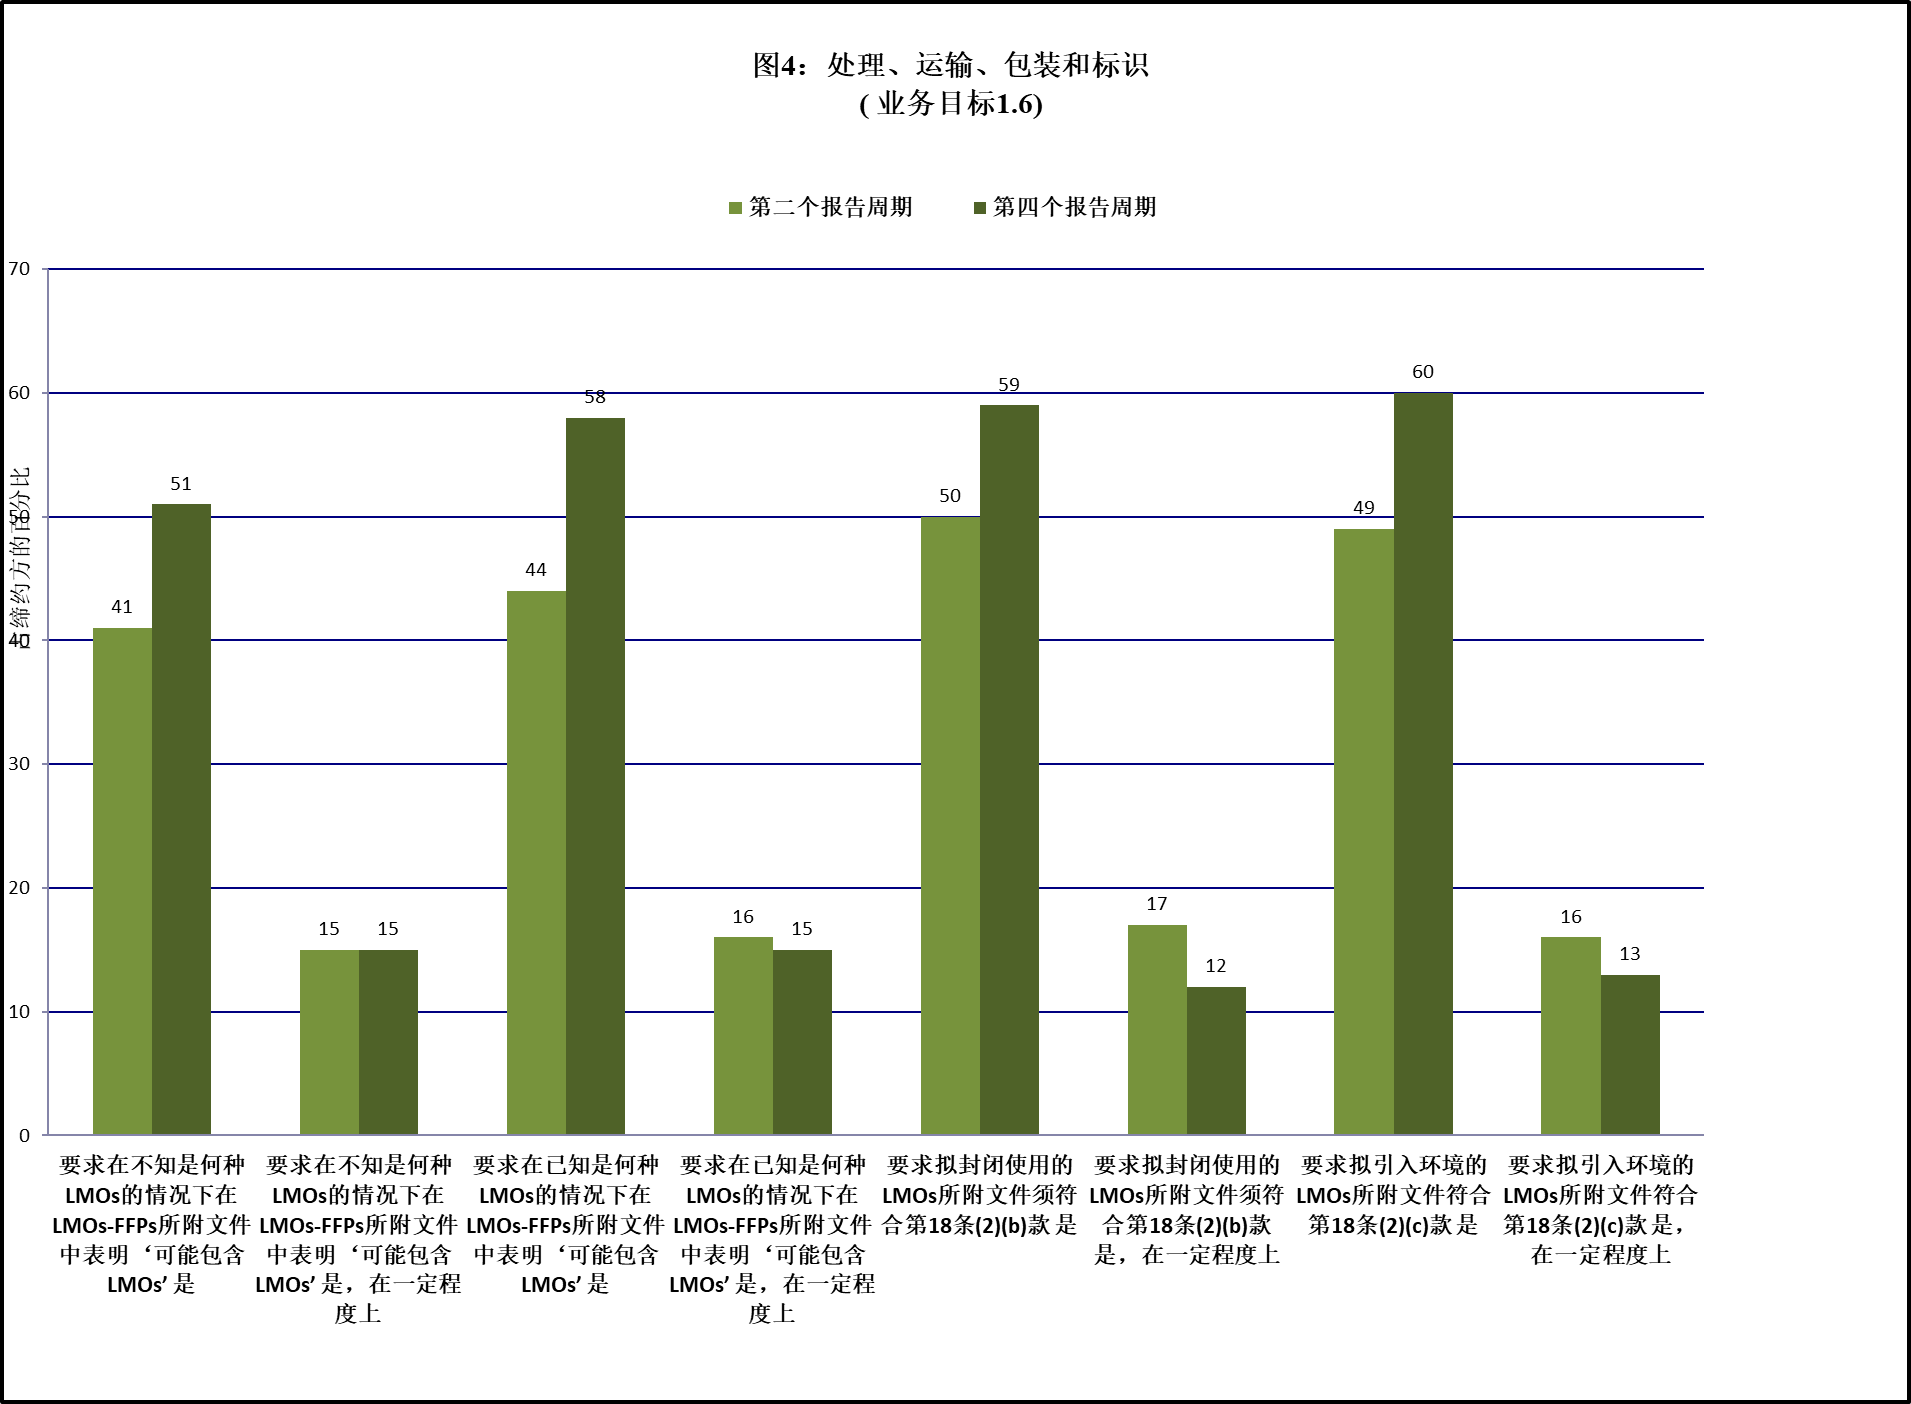 图4：处理、运输、包装和标识
( 业务目标1.6)
第二个报告周期 第四个报告周期
70
60
50
40
30
20
10
0
缔约方的百分比
41
51
15
15
44
58
16
15
50
59
17
12
49
60
16
13
要求在不知是何种
LMOs的情况下在
LMOs-FFPs所附文件
中表明‘可能包含
LMOs’ 是
要求在不知是何种
LMOs的情况下在
LMOs-FFPs所附文件
中表明‘可能包含
LMOs’ 是，在一定程
度上
要求在已知是何种
LMOs的情况下在
LMOs-FFPs所附文件
中表明‘可能包含
LMOs’ 是
要求在已知是何种
LMOs的情况下在
LMOs-FFPs所附文件
中表明‘可能包含
LMOs’ 是，在一定程
度上
要求拟封闭使用的
LMOs所附文件须符
合第18条(2)(b)款 是
要求拟封闭使用的
LMOs所附文件须符
合第18条(2)(b)款
是，在一定程度上
要求拟引入环境的
LMOs所附文件符合
第18条(2)(c)款 是
要求拟引入环境的
LMOs所附文件符合
第18条(2)(c)款 是，
在一定程度上